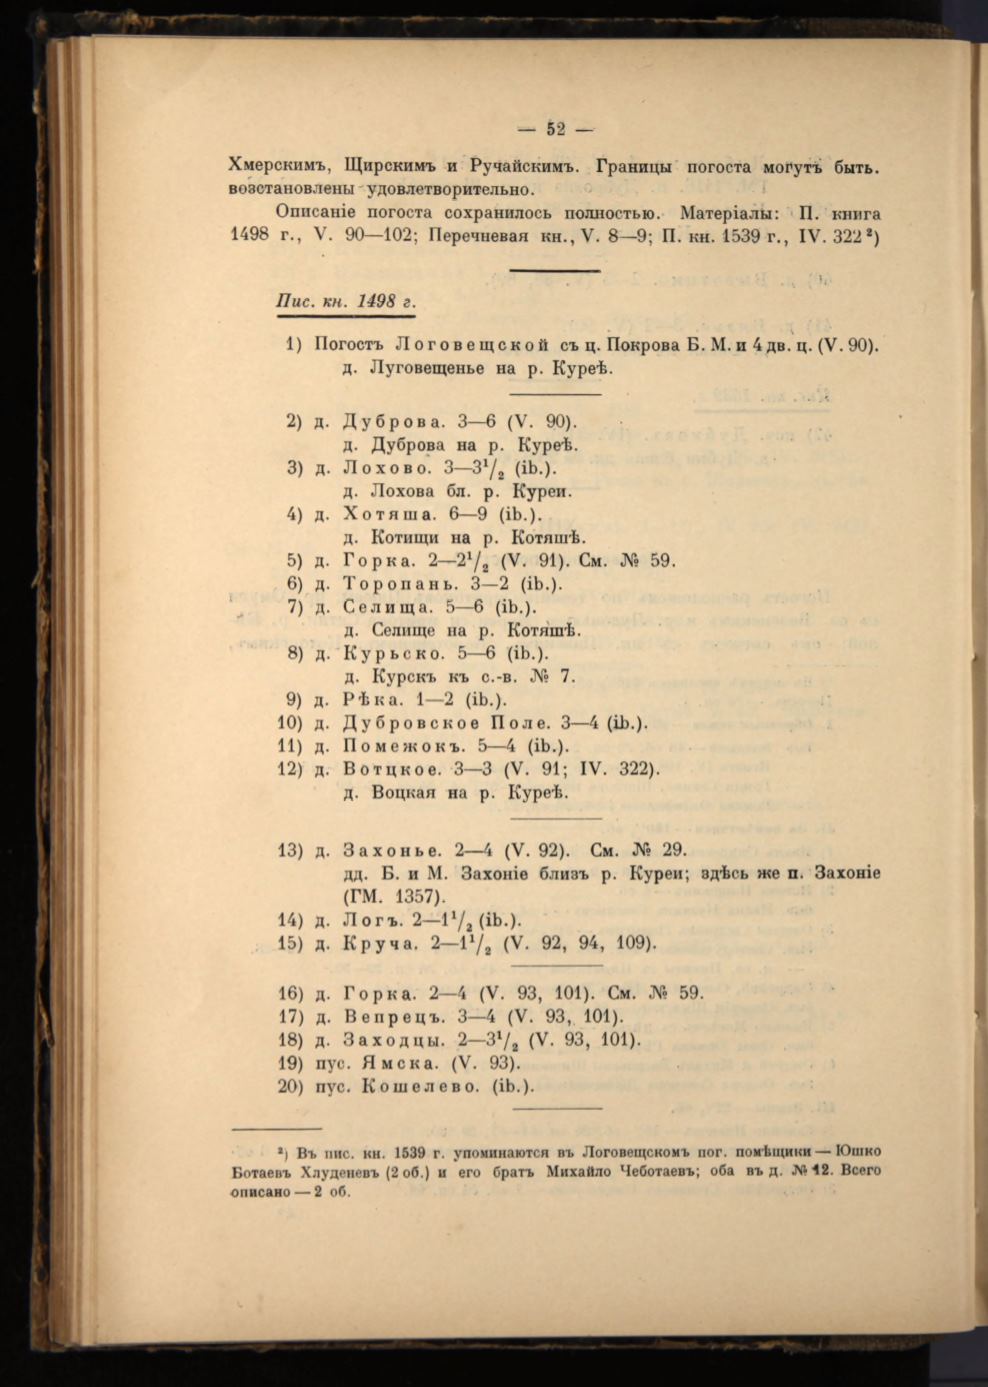 — 52 —
Хмерскимъ, Щирскимъ и Ручайскимъ. Границы погоста могутъ быть.
возстановлены удовлетворительно.
Описаніе погоста сохранилось полностью. Матеріалы: П. книга
1498 г., V. 90—102; Перечневая кн., V. 8—9; П. кн. 1539 г., IV. 322 ²)
Пис. кн. 1498 г.
1) Погостъ Логовещской съ ц. Покрова Б. М. и 4 дв. ц. (V. 90).
д. Луговещенье на р. Куреѣ.
2) д. Дуброва. 3—6 (V. 90).
д. Дуброва на р. Куреѣ.
3) д. Лохово. 3—3¹/₂ (ib.).
д. Лохова бл. р. Куреи.
4) д. Хотяша. 6—9 (ib.).
д. Котищи на р. Котяшѣ.
5) д. Горка. 2—2¹/₂ (V. 91). См. № 59.
6) д. Торопань. 3—2 (ib.).
7) д. Селища. 5—6 (ib.).
д. Селище на р. Котяшѣ.
8) д. Курьско. 5—6 (ib.).
д. Курскъ къ с.-в. № 7.
9) д. Рѣка. 1—2 (ib.).
10) д. Дубровское Поле. 3—4 (ib.).
11) д. Помежокъ. 5—4 (ib.).
12) д. Вотцкое. 3—3 (V. 91; IV. 322).
д. Воцкая на р. Куреѣ.
13) д. Захонье. 2—4 (V. 92). См. № 29.
дд. Б. и М. Захоніе близъ р. Куреи; здѣсь же п. Захоніе
(ГМ. 1357).
14) д. Логъ. 2—1¹/₂ (ib.).
15) д. Круча. 2—1¹/₂ (V. 92, 94, 109).
16) д. Горка. 2—4 (V. 93, 101). См. № 59.
17) д. Вепрецъ. 3—4 (V. 93, 101).
18) д. Заходцы. 2—3¹/₂ (V. 93, 101).
19) пус. Ямска. (V. 93).
20) пус. Кошелево. (ib.).
²) Въ пис. кн. 1539 г. упоминаются въ Логовещскомъ пог. помѣщики — Юшко
Ботаевъ Хлуденевъ (2 об.) и его братъ Михайло Чеботаевъ; оба въ д. № 12. Всего
описано — 2 об.